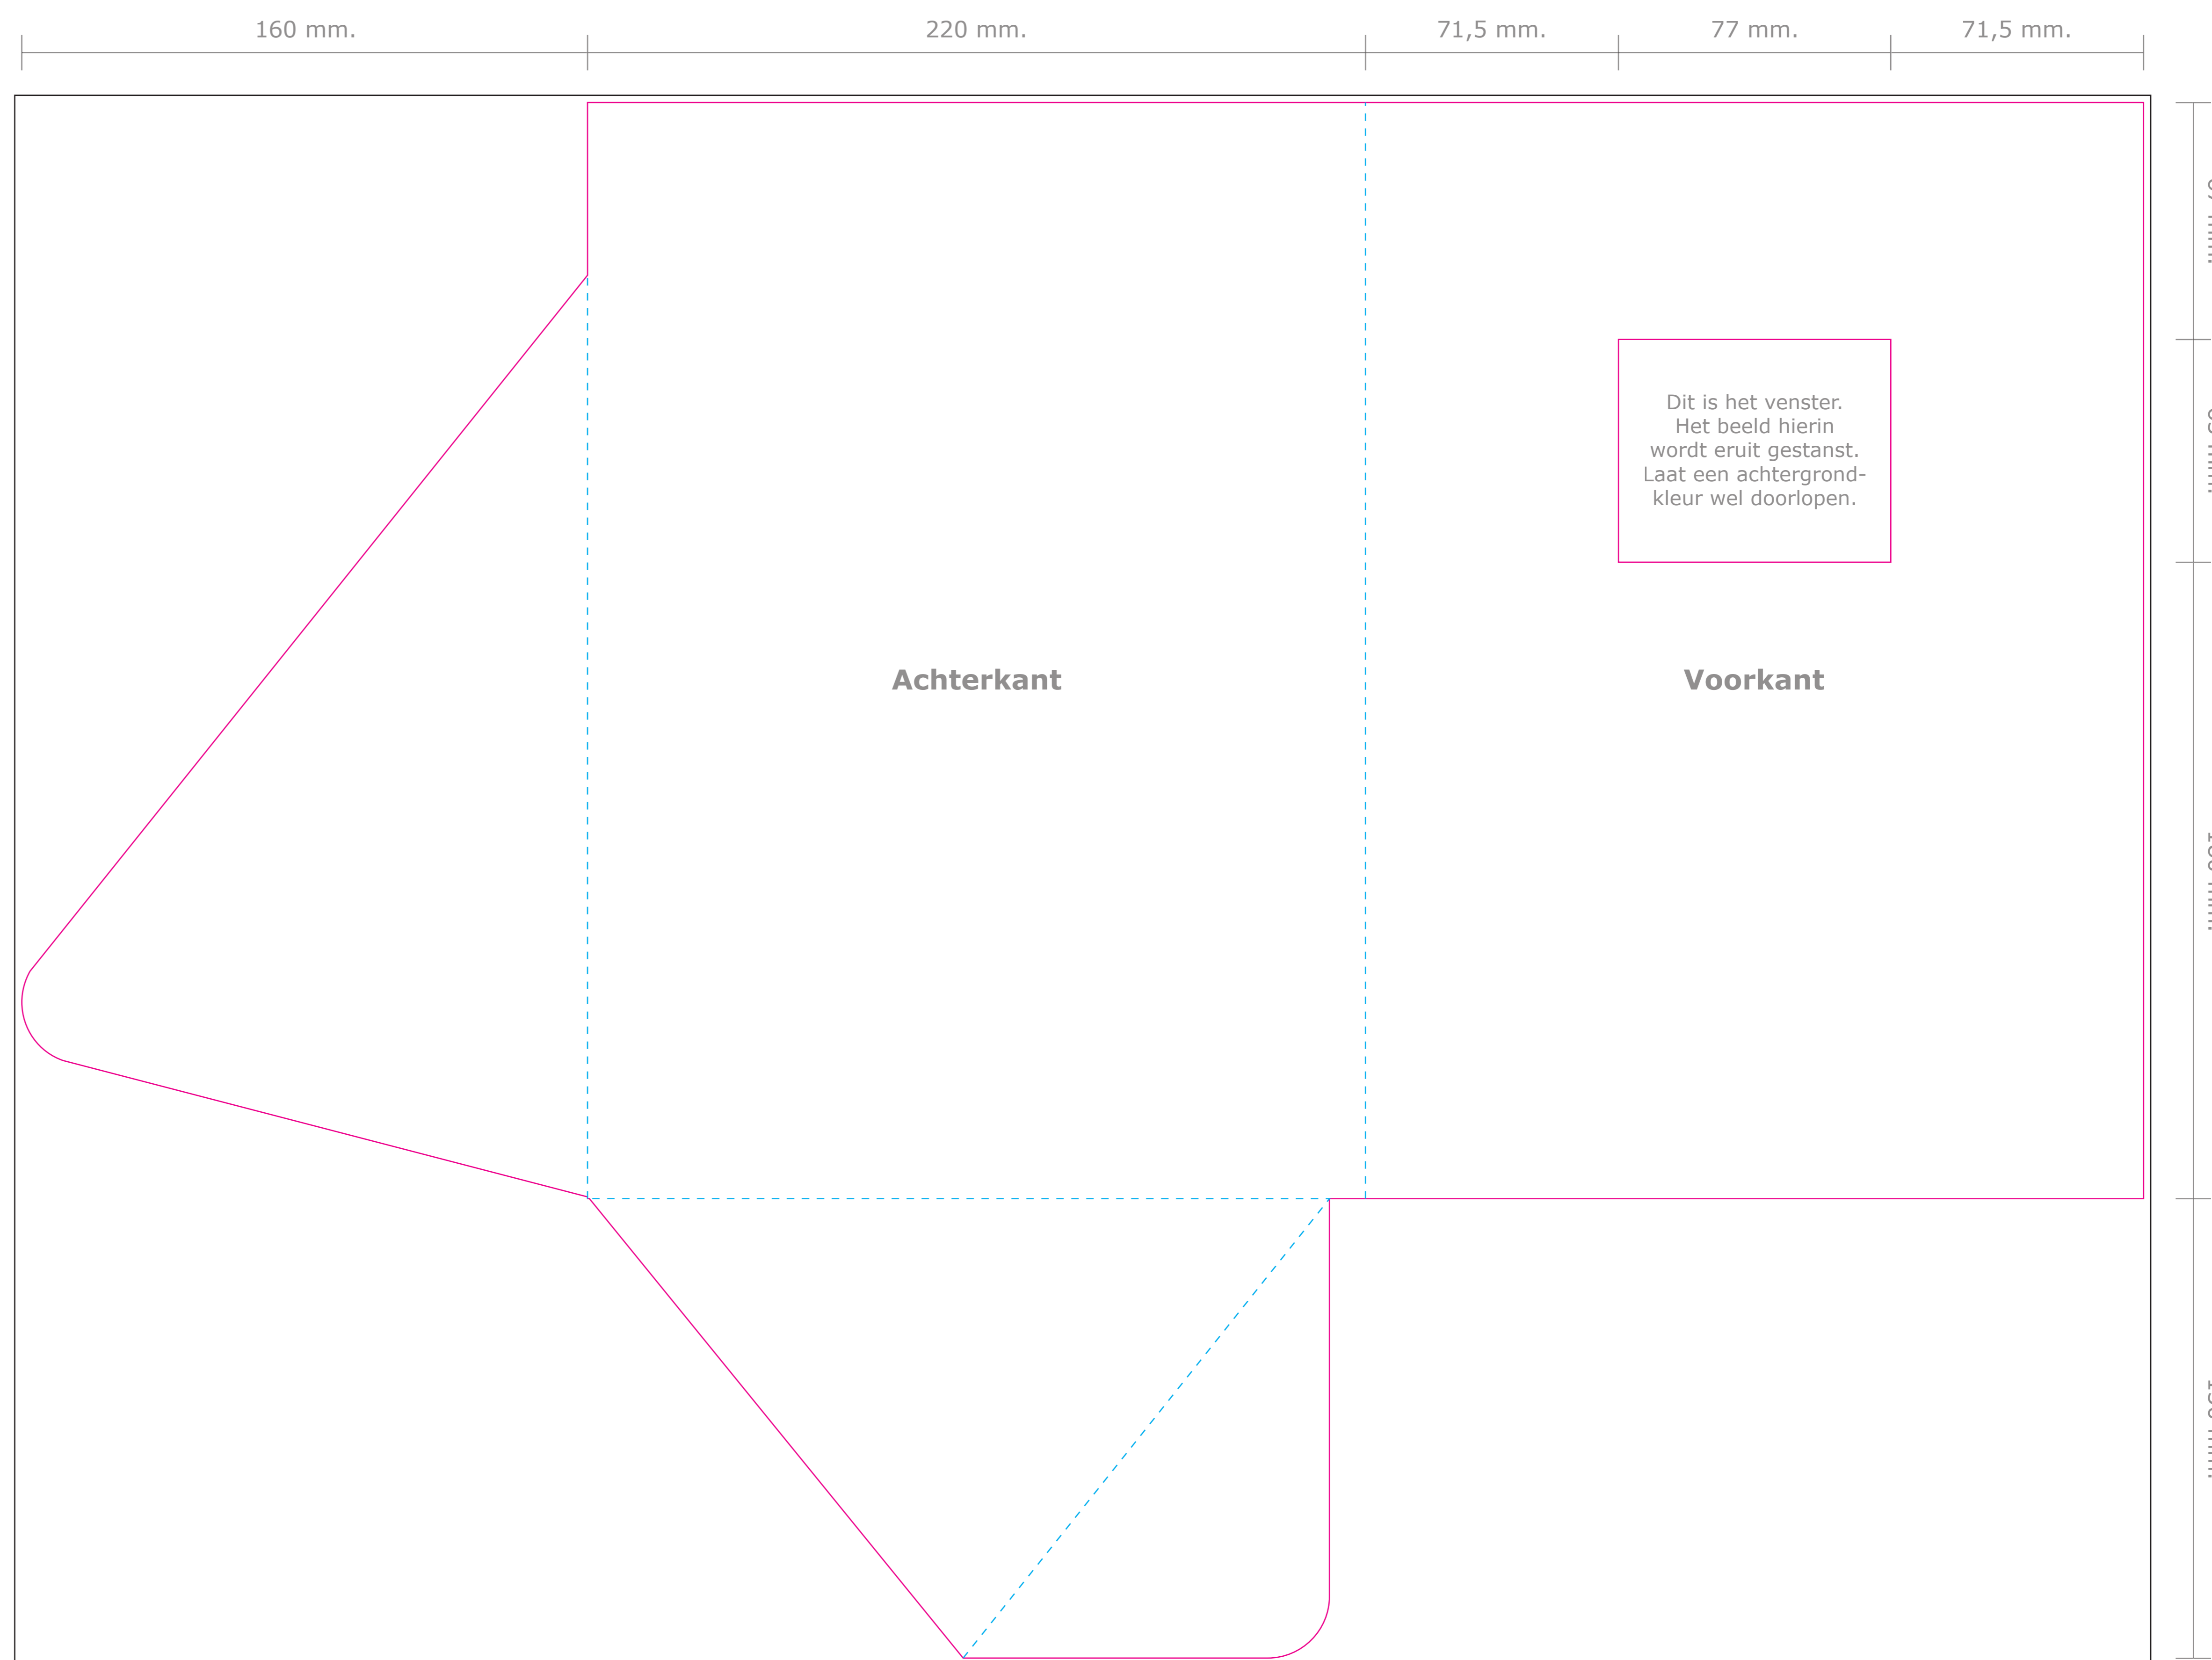 160 mm.
220 mm.
71,5 mm.
77 mm.
71,5 mm.
Dit is het venster.
Het beeld hierin
wordt eruit gestanst.
Laat een achtergrond-
kleur wel doorlopen.
Achterkant
Voorkant